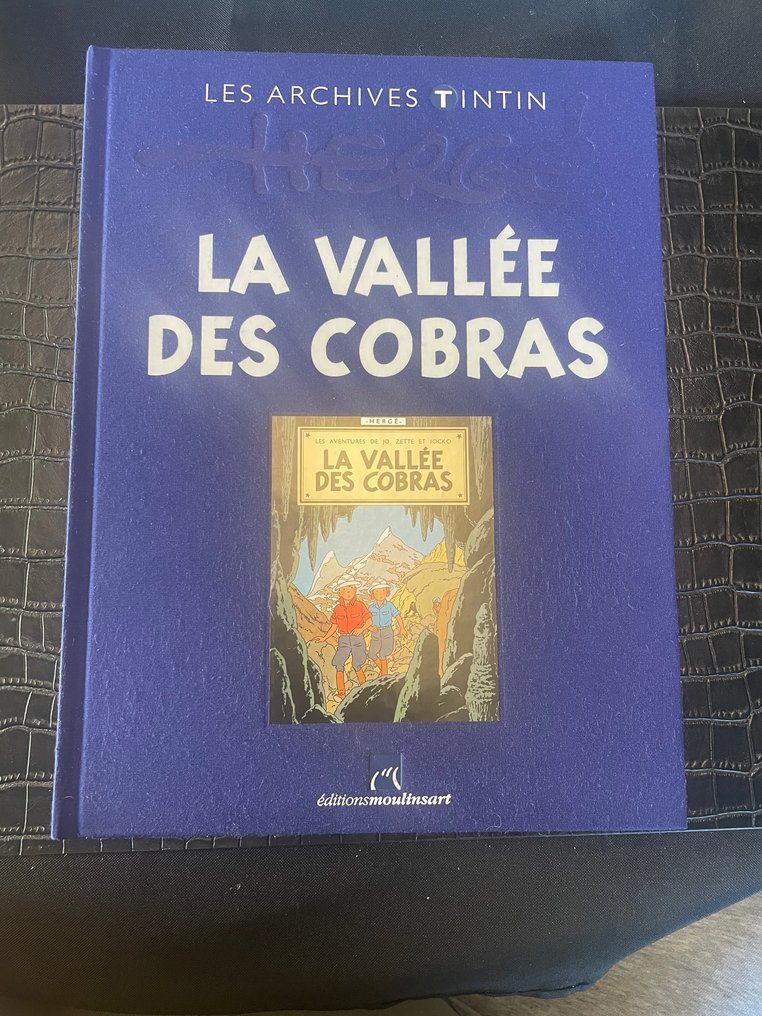 LES ARCHIVES TINTIN
HERGÉ
LA VALLÉE
DES COBRAS
-HERGÉ-
LES AVENTURES DE JO, ZETTE ET JOCKO
LA VALLÉE
DES COBRAS
éditionsmoulinsart